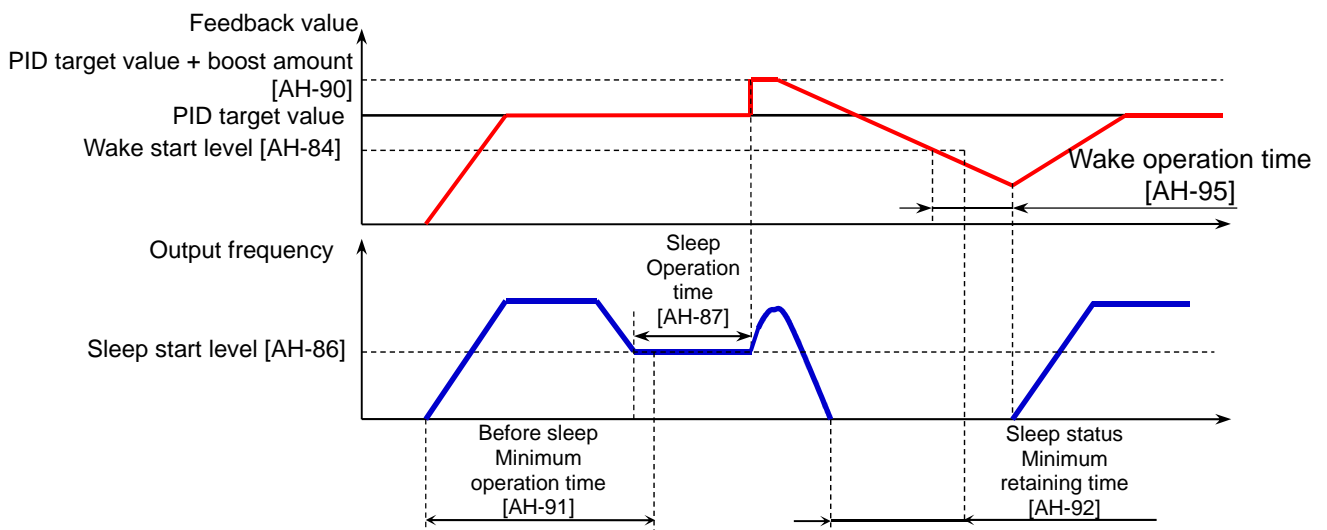 Feedback value
PID target value + boost amount
[AH-90]
PID target value
Wake start level [AH-84]
Wake operation time
[AH-95]
Output frequency
Sleep
Operation
time
[AH-87]
Sleep start level [AH-86]
Before sleep
Minimum
operation time
[AH-91]
Sleep status
Minimum
retaining time
[AH-92]